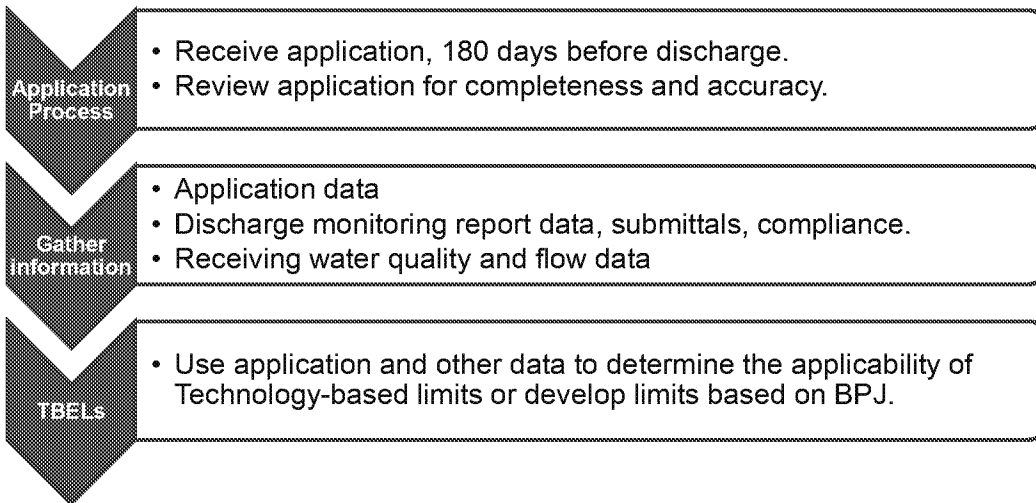 Application
Process
• Receive application, 180 days before discharge.
• Review application for completeness and accuracy.
Gather
information
• Application data
• Discharge monitoring report data, submittals, compliance.
• Receiving water quality and flow data
TBELs
• Use application and other data to determine the applicability of
Technology-based limits or develop limits based on BPJ.